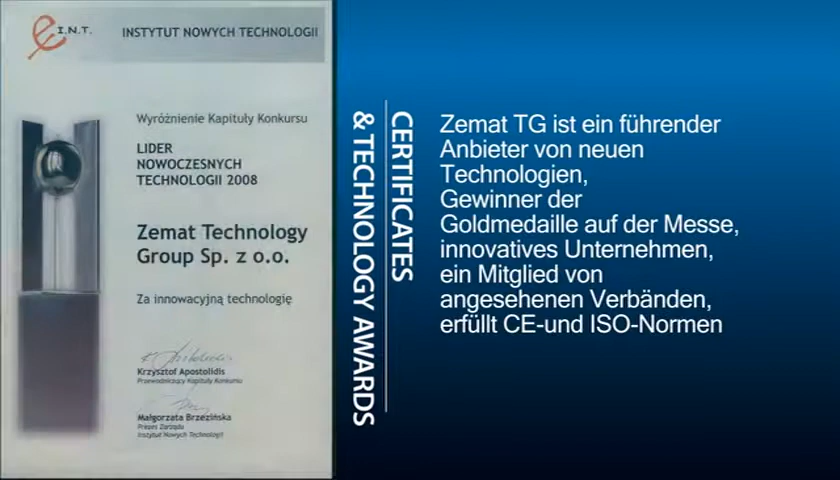 I.N.T.
INSTYTUT NOWYCH TECHNOLOGII
Wyróżnienie Kapituły Konkursu
LIDER
NOWOCZESNYCH
TECHNOLOGII 2008
Zemat Technology
Group Sp. z o.o.
Za innowacyjną technologię
Krzysztof Apostolidis
Przewodniczący Kapituły Konkursu
Małgorzata Brzezińska
Prezes Zarządu
Instytut Nowych Technologii
CERTIFICATES
& TECHNOLOGY AWARDS
Zemat TG ist ein führender
Anbieter von neuen
Technologien,
Gewinner der
Goldmedaille auf der Messe,
innovatives Unternehmen,
ein Mitglied von
angesehenen Verbänden,
erfüllt CE-und ISO-Normen